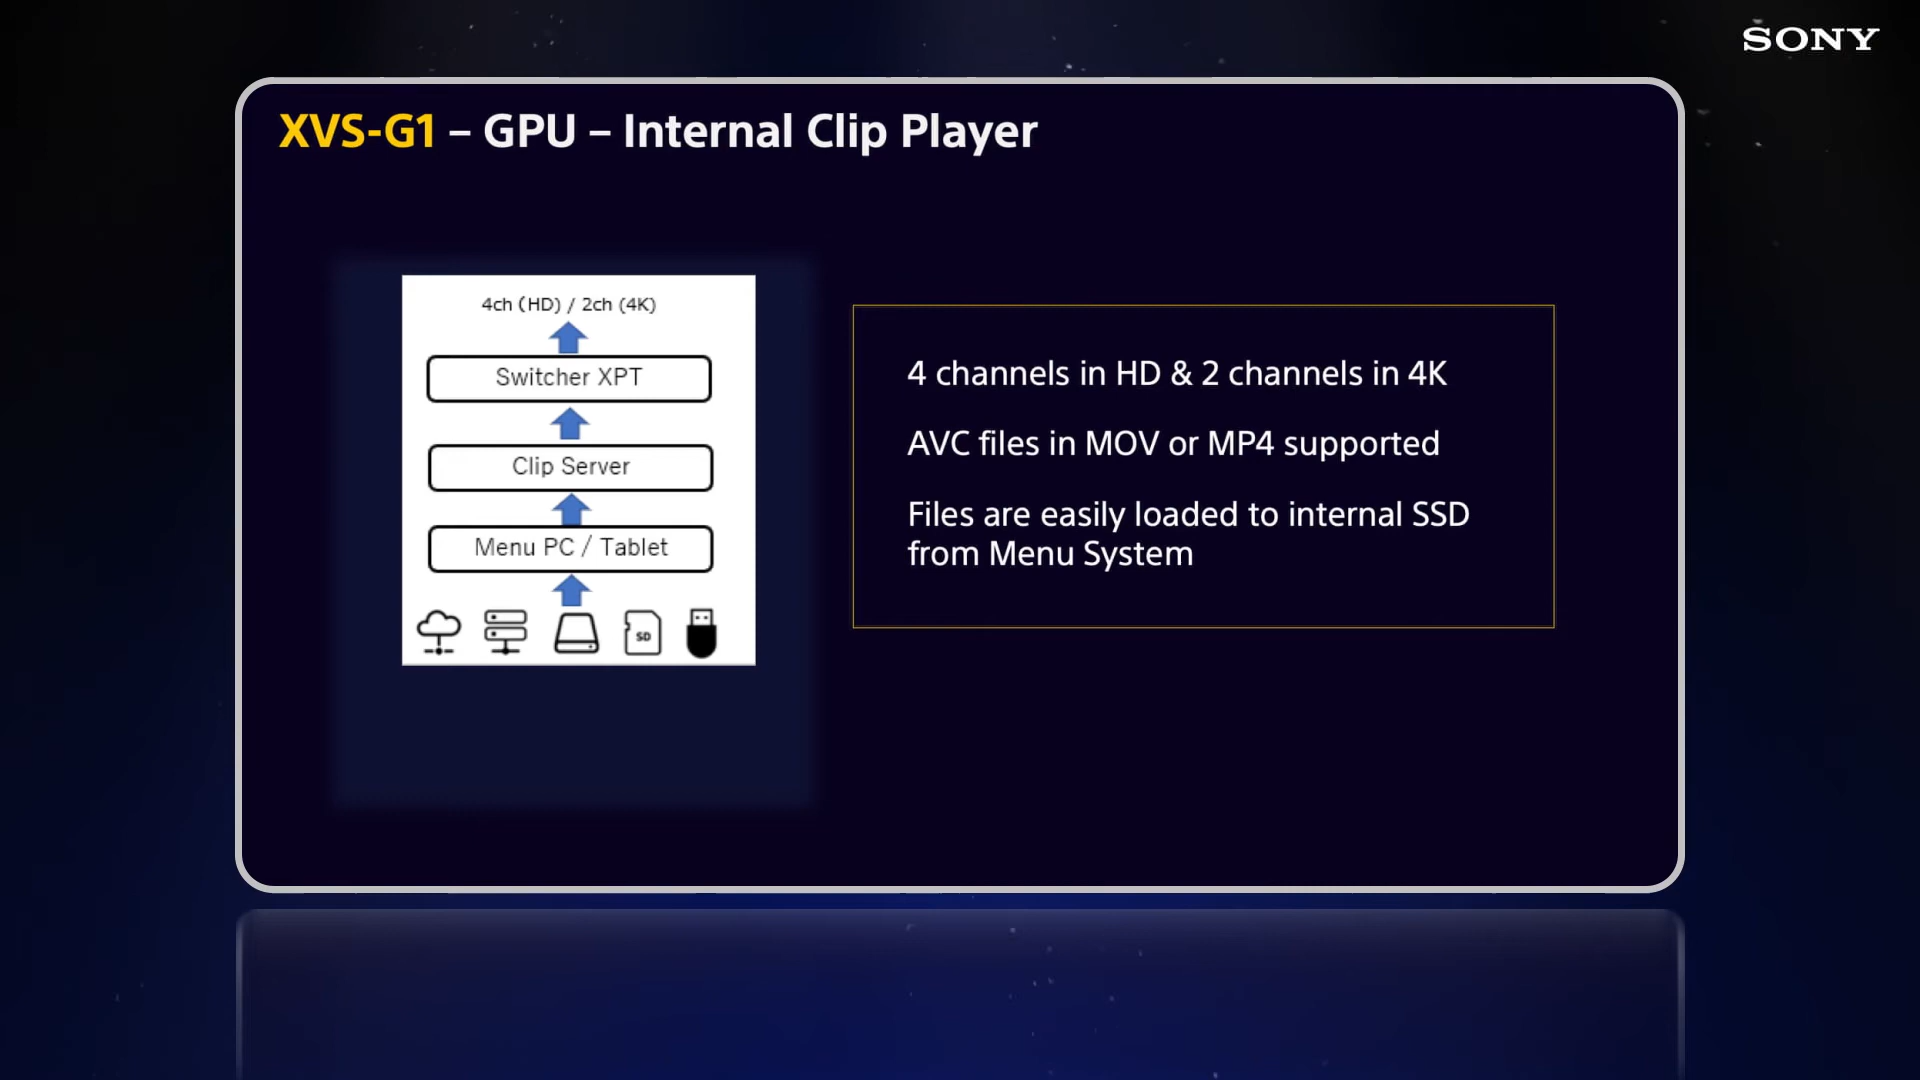 SONY
XVS-G1 – GPU – Internal Clip Player
4ch (HD) / 2ch (4K)
Switcher XPT
Clip Server
Menu PC / Tablet
SD
4 channels in HD & 2 channels in 4K
AVC files in MOV or MP4 supported
Files are easily loaded to internal SSD
from Menu System